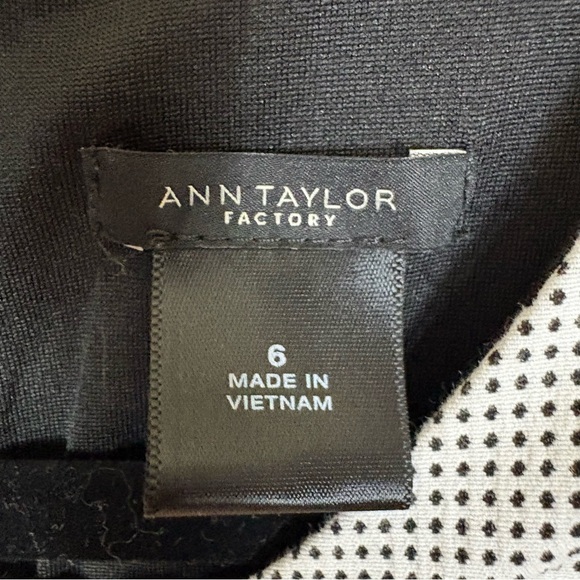 ANN TAYLOR
FACTORY
6
MADE IN
VIETNAM